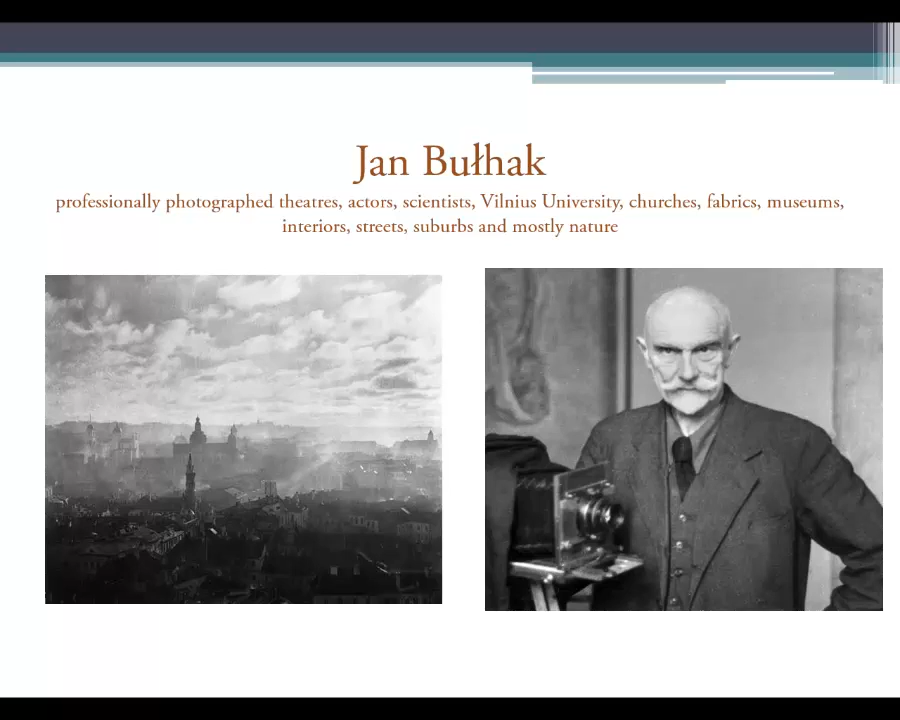 Jan Bułhak
professionally photographed theatres, actors, scientists, Vilnius University, churches, fabrics, museums,
interiors, streets, suburbs and mostly nature